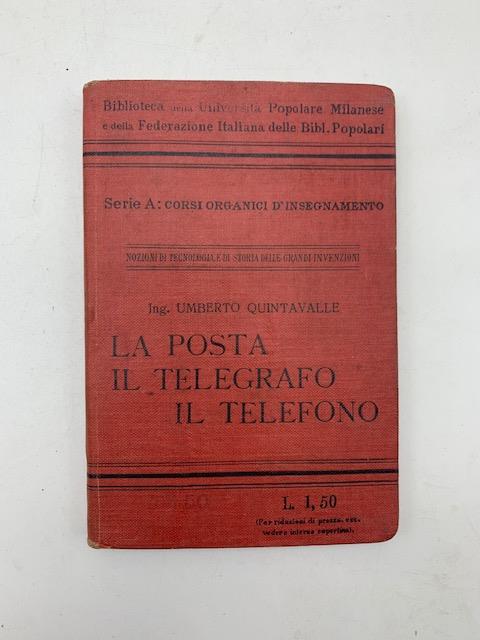 Biblioteca della Università Popolare Milanese
e della Federazione Italiana delle Bibl. Popolari
Serie A: CORSI ORGANICI D'INSEGNAMENTO
NOZIONI DI TECNOLOGIA E DI STORIA DELLE GRANDI INVENZIONI
Ing. UMBERTO QUINTAVALLE
LA POSTA
IL TELEGRAFO
IL TELEFONO
50
L. 1,50
(Per riduzioni di prezzo, ecc.
vedere interno copertina).